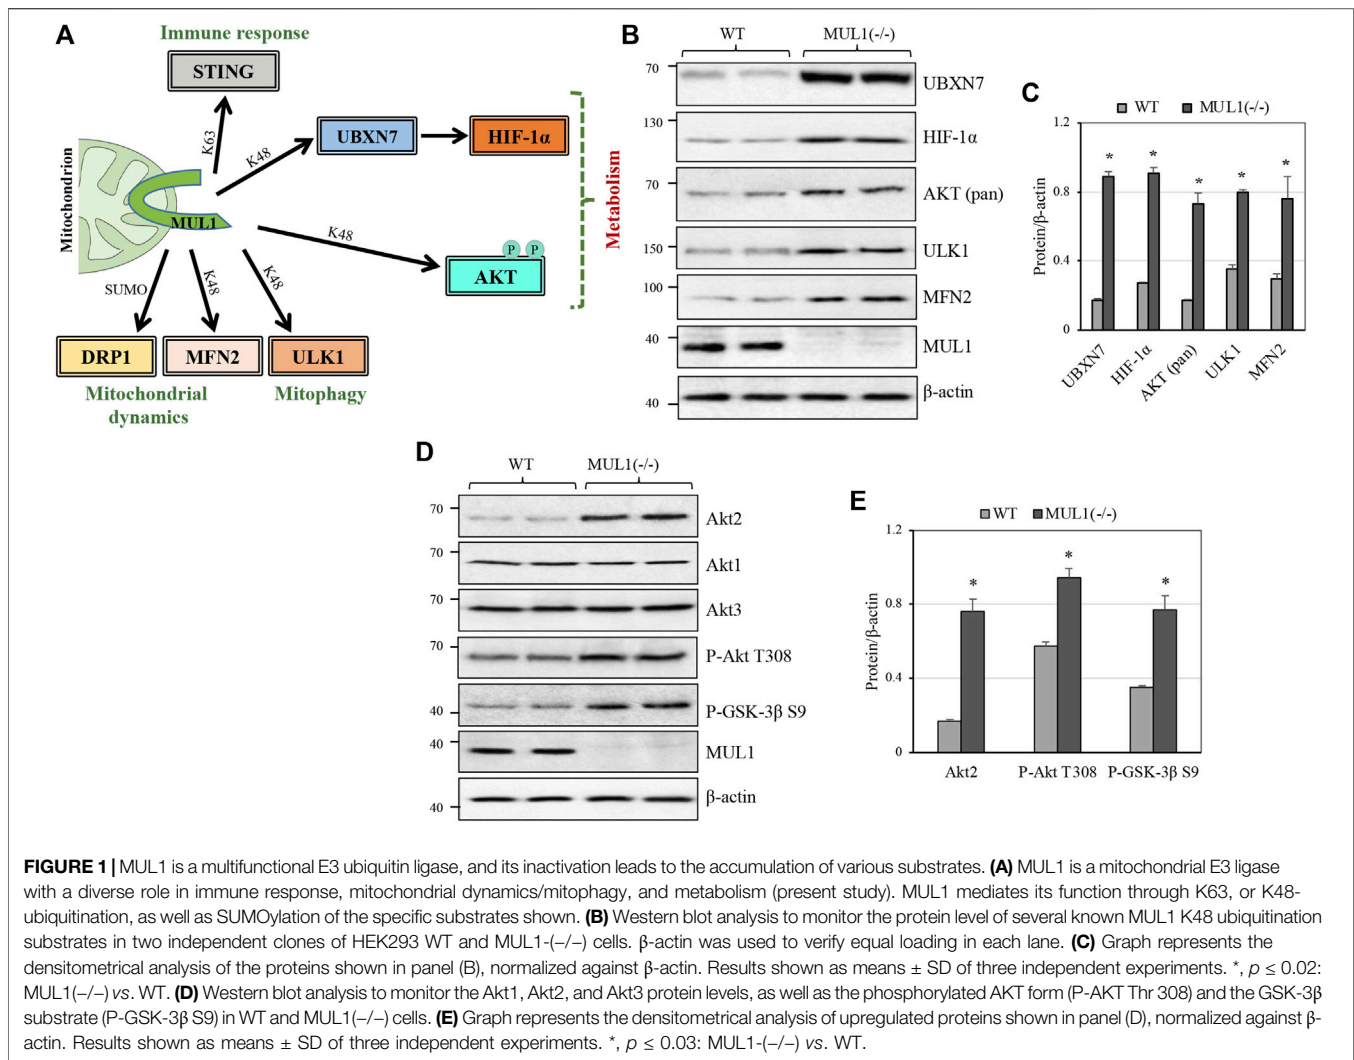 A
Immune response
STING
K63
K48
UBXN7
HIF-1α
Mitochondrion
MUL1
K48
P P
AKT
Metabolism
SUMO
K48
K48
DRP1
MFN2
ULK1
Mitochondrial
dynamics
Mitophagy
B
WT
MUL1(-/-)
70
UBXN7
130
HIF-1α
70
AKT (pan)
150
ULK1
100
MFN2
40
MUL1
40
β-actin
C
WT MUL1(-/-)
Protein/β-actin
1.2
0.8
0.4
0
* * * * *
UBXN7
HIF-1α
AKT (pan)
ULK1
MFN2
D
WT
MUL1(-/-)
70
Akt2
70
Akt1
70
Akt3
70
P-Akt T308
40
P-GSK-3β S9
40
MUL1
40
β-actin
E
WT MUL1(-/-)
Protein/β-actin
1.2
0.8
0.4
0
* * *
Akt2 P-Akt T308 P-GSK-3β S9
FIGURE 1 | MUL1 is a multifunctional E3 ubiquitin ligase, and its inactivation leads to the accumulation of various substrates. (A) MUL1 is a mitochondrial E3 ligase
with a diverse role in immune response, mitochondrial dynamics/mitophagy, and metabolism (present study). MUL1 mediates its function through K63, or K48-
ubiquitination, as well as SUMOylation of the specific substrates shown. (B) Western blot analysis to monitor the protein level of several known MUL1 K48 ubiquitination
substrates in two independent clones of HEK293 WT and MUL1-(−/−) cells. β-actin was used to verify equal loading in each lane. (C) Graph represents the
densitometrical analysis of the proteins shown in panel (B), normalized against β-actin. Results shown as means ± SD of three independent experiments. *, p ≤ 0.02:
MUL1(−/−) vs. WT. (D) Western blot analysis to monitor the Akt1, Akt2, and Akt3 protein levels, as well as the phosphorylated AKT form (P-AKT Thr 308) and the GSK-3β
substrate (P-GSK-3β S9) in WT and MUL1(−/−) cells. (E) Graph represents the densitometrical analysis of upregulated proteins shown in panel (D), normalized against β-
actin. Results shown as means ± SD of three independent experiments. *, p ≤ 0.03: MUL1-(−/−) vs. WT.